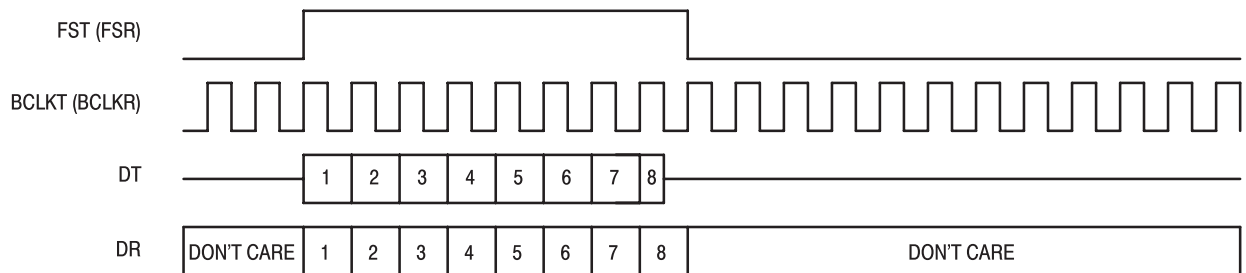 FST (FSR)
BCLKT (BCLKR)
DT
1 2 3 4 5 6 7 8
DR
DON'T CARE 1 2 3 4 5 6 7 8 DON'T CARE